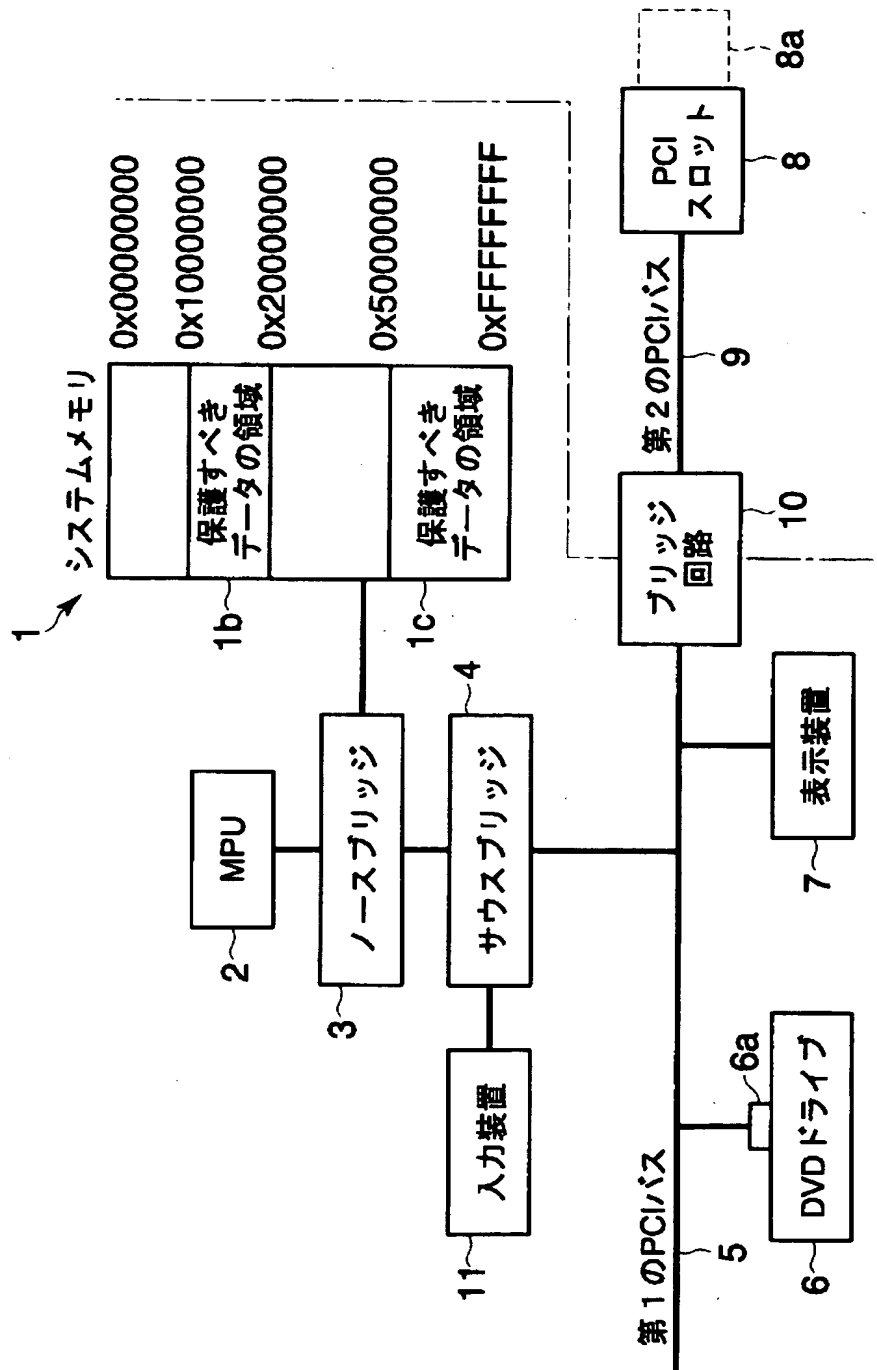 1
システムメモリ
0x00000000
0x10000000
0x20000000
0x50000000
0xFFFFFFFF
保護すべき
データの領域
1b
保護すべき
データの領域
1c
MPU
2
ノースブリッジ
3
サウスブリッジ
4
入力装置
11
第1のPCIバス
5
DVDドライブ
6
6a
表示装置
7
ブリッジ
回路
10
第2のPCIバス
9
PCI
スロット
8
8a